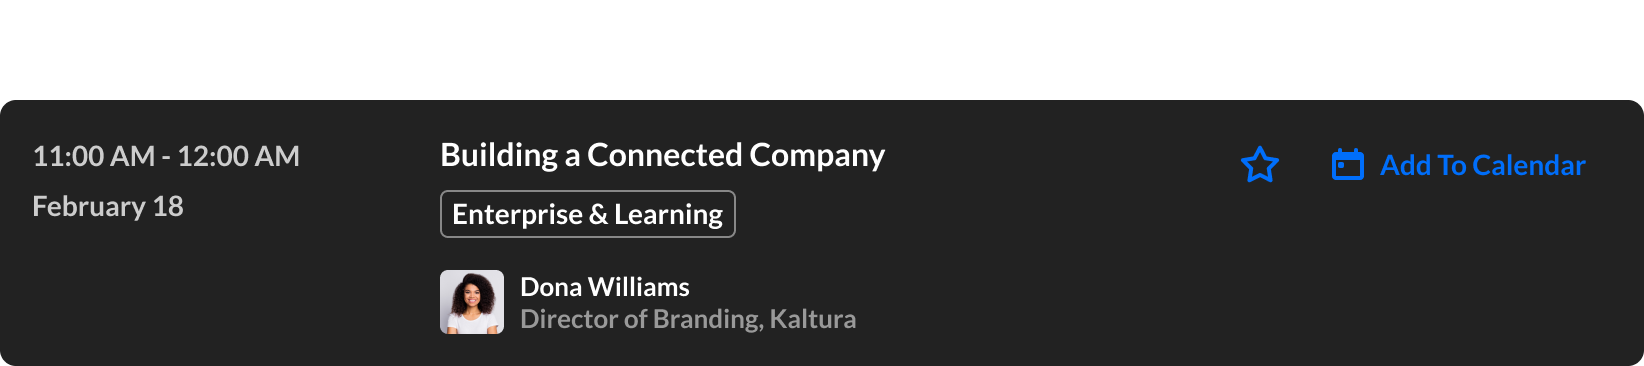 11:00 AM - 12:00 AM
February 18
Building a Connected Company
Enterprise & Learning
Dona Williams
Director of Branding, Kaltura
Add To Calendar